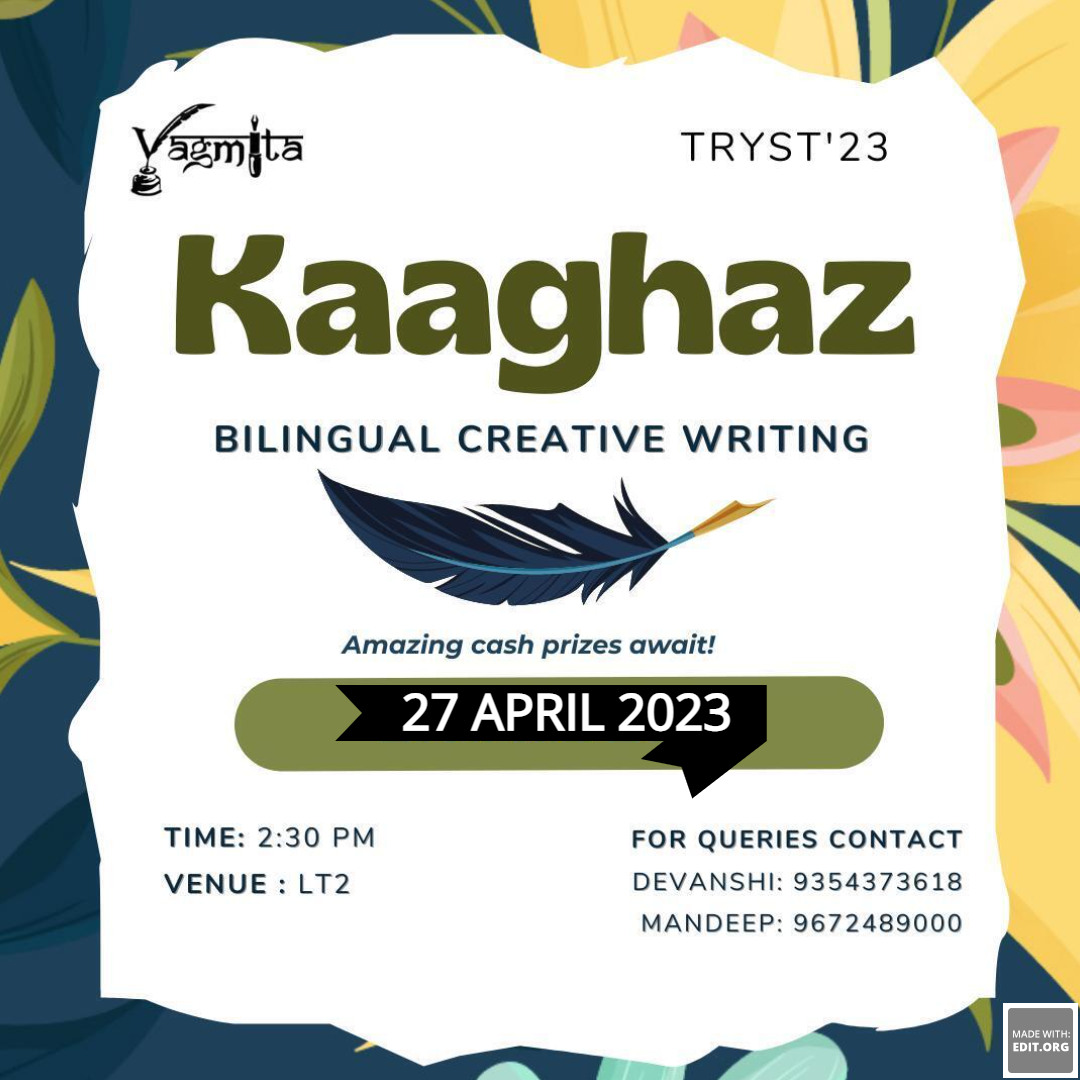 Vagmita
TRYST'23
Kaaghaz
BILINGUAL CREATIVE WRITING
Amazing cash prizes await!
27 APRIL 2023
TIME: 2:30 PM
VENUE : LT2
FOR QUERIES CONTACT
DEVANSHI: 9354373618
MANDEEP: 9672489000
MADE WITH:
EDIT.ORG